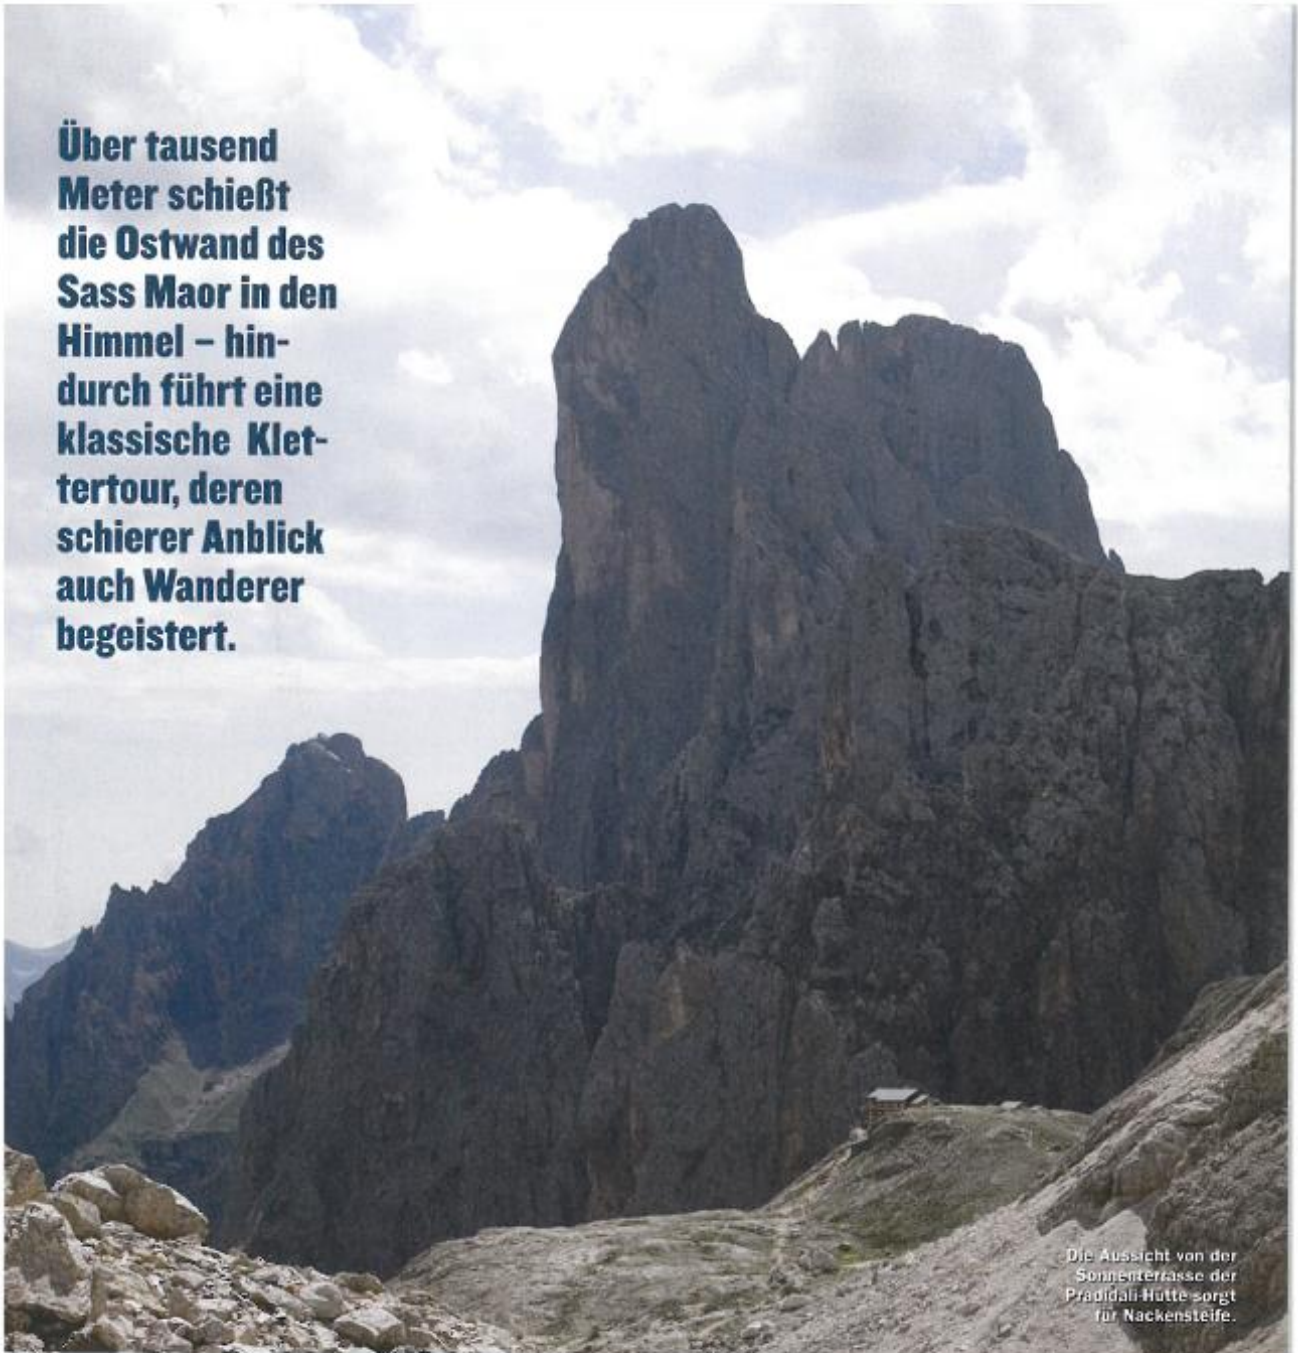 Über tausend
Meter schießt
die Ostwand des
Sass Maor in den
Himmel – hin-
durch führt eine
klassische Klet-
tertour, deren
schierer Anblick
auch Wanderer
begeistert.
Die Aussicht von der
Sonnenterrasse der
Pradidali-Hütte sorgt
für Nackensteife.